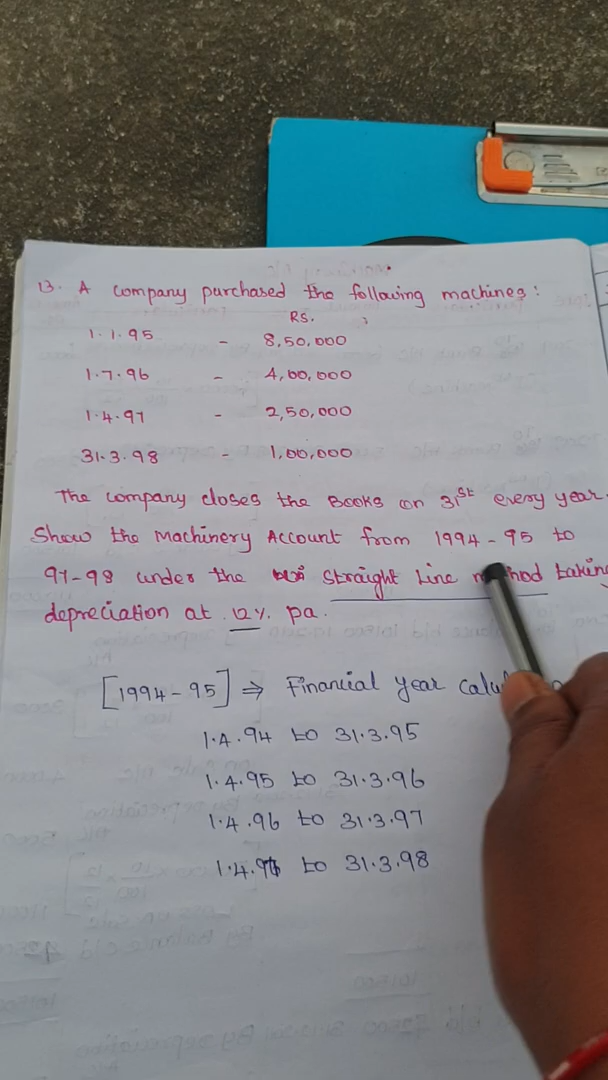 13. A company purchased the following machines:
Rs.
1.1.95 - 8,50,000
1.7.96 - 4,00,000
1.4.97 - 2,50,000
31.3.98 - 1,00,000
The company closes the Books on 31st every year.
Show the Machinery Account from 1994-95 to
97-98 under the Straight Line taking
depreciation at 12% pa.
[1994-95] ⇒ Financial year
1.4.94 to 31.3.95
1.4.95 to 31.3.96
1.4.96 to 31.3.97
1.4.97 to 31.3.98